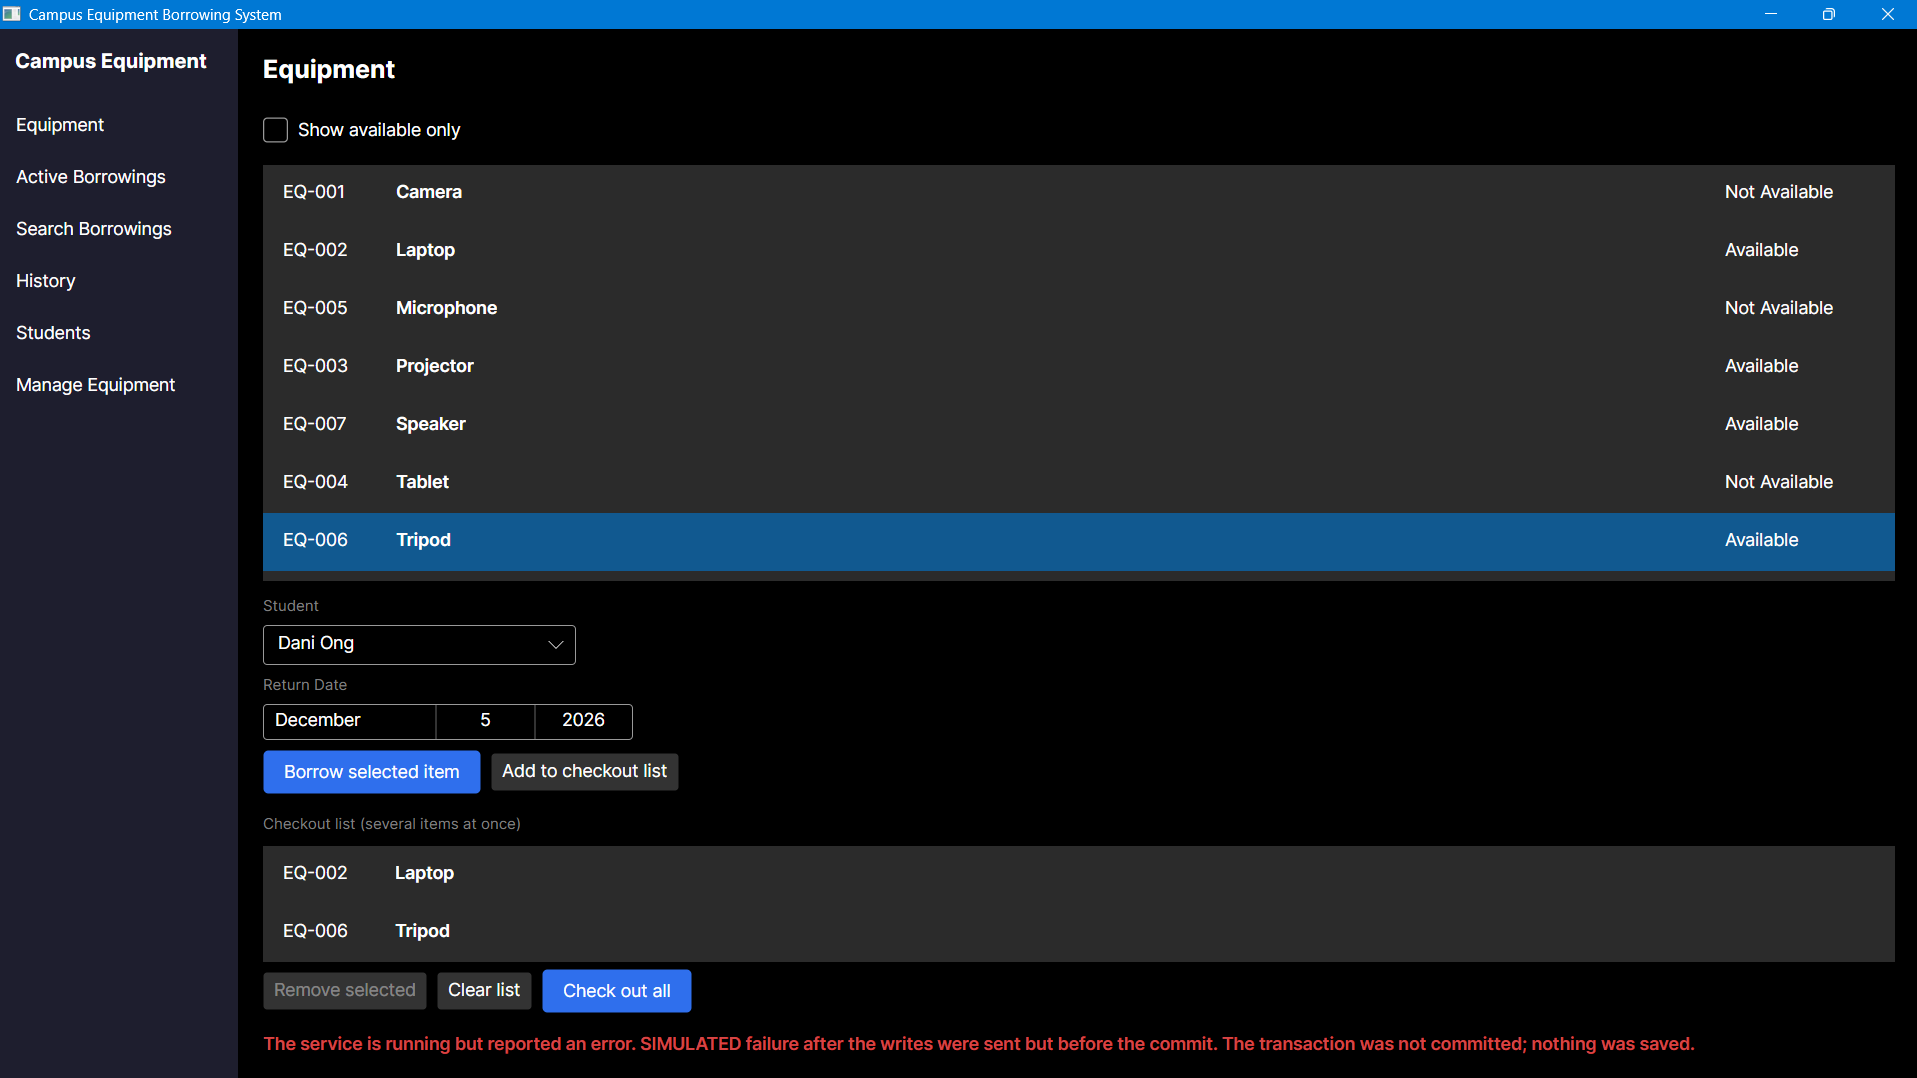 Campus Equipment Borrowing System
Campus Equipment
Equipment
Active Borrowings
Search Borrowings
History
Students
Manage Equipment
Equipment
Show available only
EQ-001 Camera Not Available
EQ-002 Laptop Available
EQ-005 Microphone Not Available
EQ-003 Projector Available
EQ-007 Speaker Available
EQ-004 Tablet Not Available
EQ-006 Tripod Available
Student
Dani Ong
Return Date
December 5 2026
Borrow selected item Add to checkout list
Checkout list (several items at once)
EQ-002 Laptop
EQ-006 Tripod
Remove selected Clear list Check out all
The service is running but reported an error. SIMULATED failure after the writes were sent but before the commit. The transaction was not committed; nothing was saved.